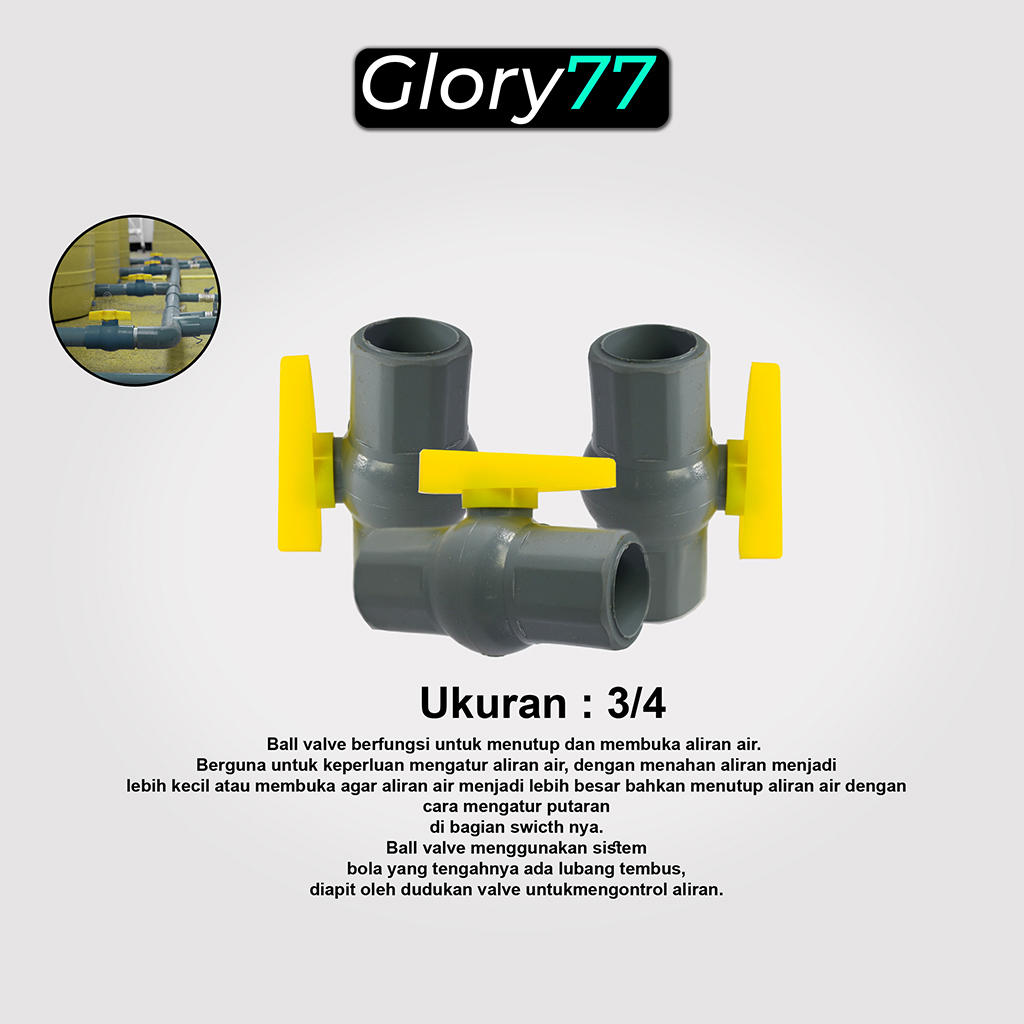 Glory77
Ukuran : 3/4
Ball valve berfungsi untuk menutup dan membuka aliran air.
Berguna untuk keperluan mengatur aliran air, dengan menahan aliran menjadi
lebih kecil atau membuka agar aliran air menjadi lebih besar bahkan menutup aliran air dengan
cara mengatur putaran
di bagian swicth nya.
Ball valve menggunakan sistem
bola yang tengahnya ada lubang tembus,
diapit oleh dudukan valve untukmengontrol aliran.